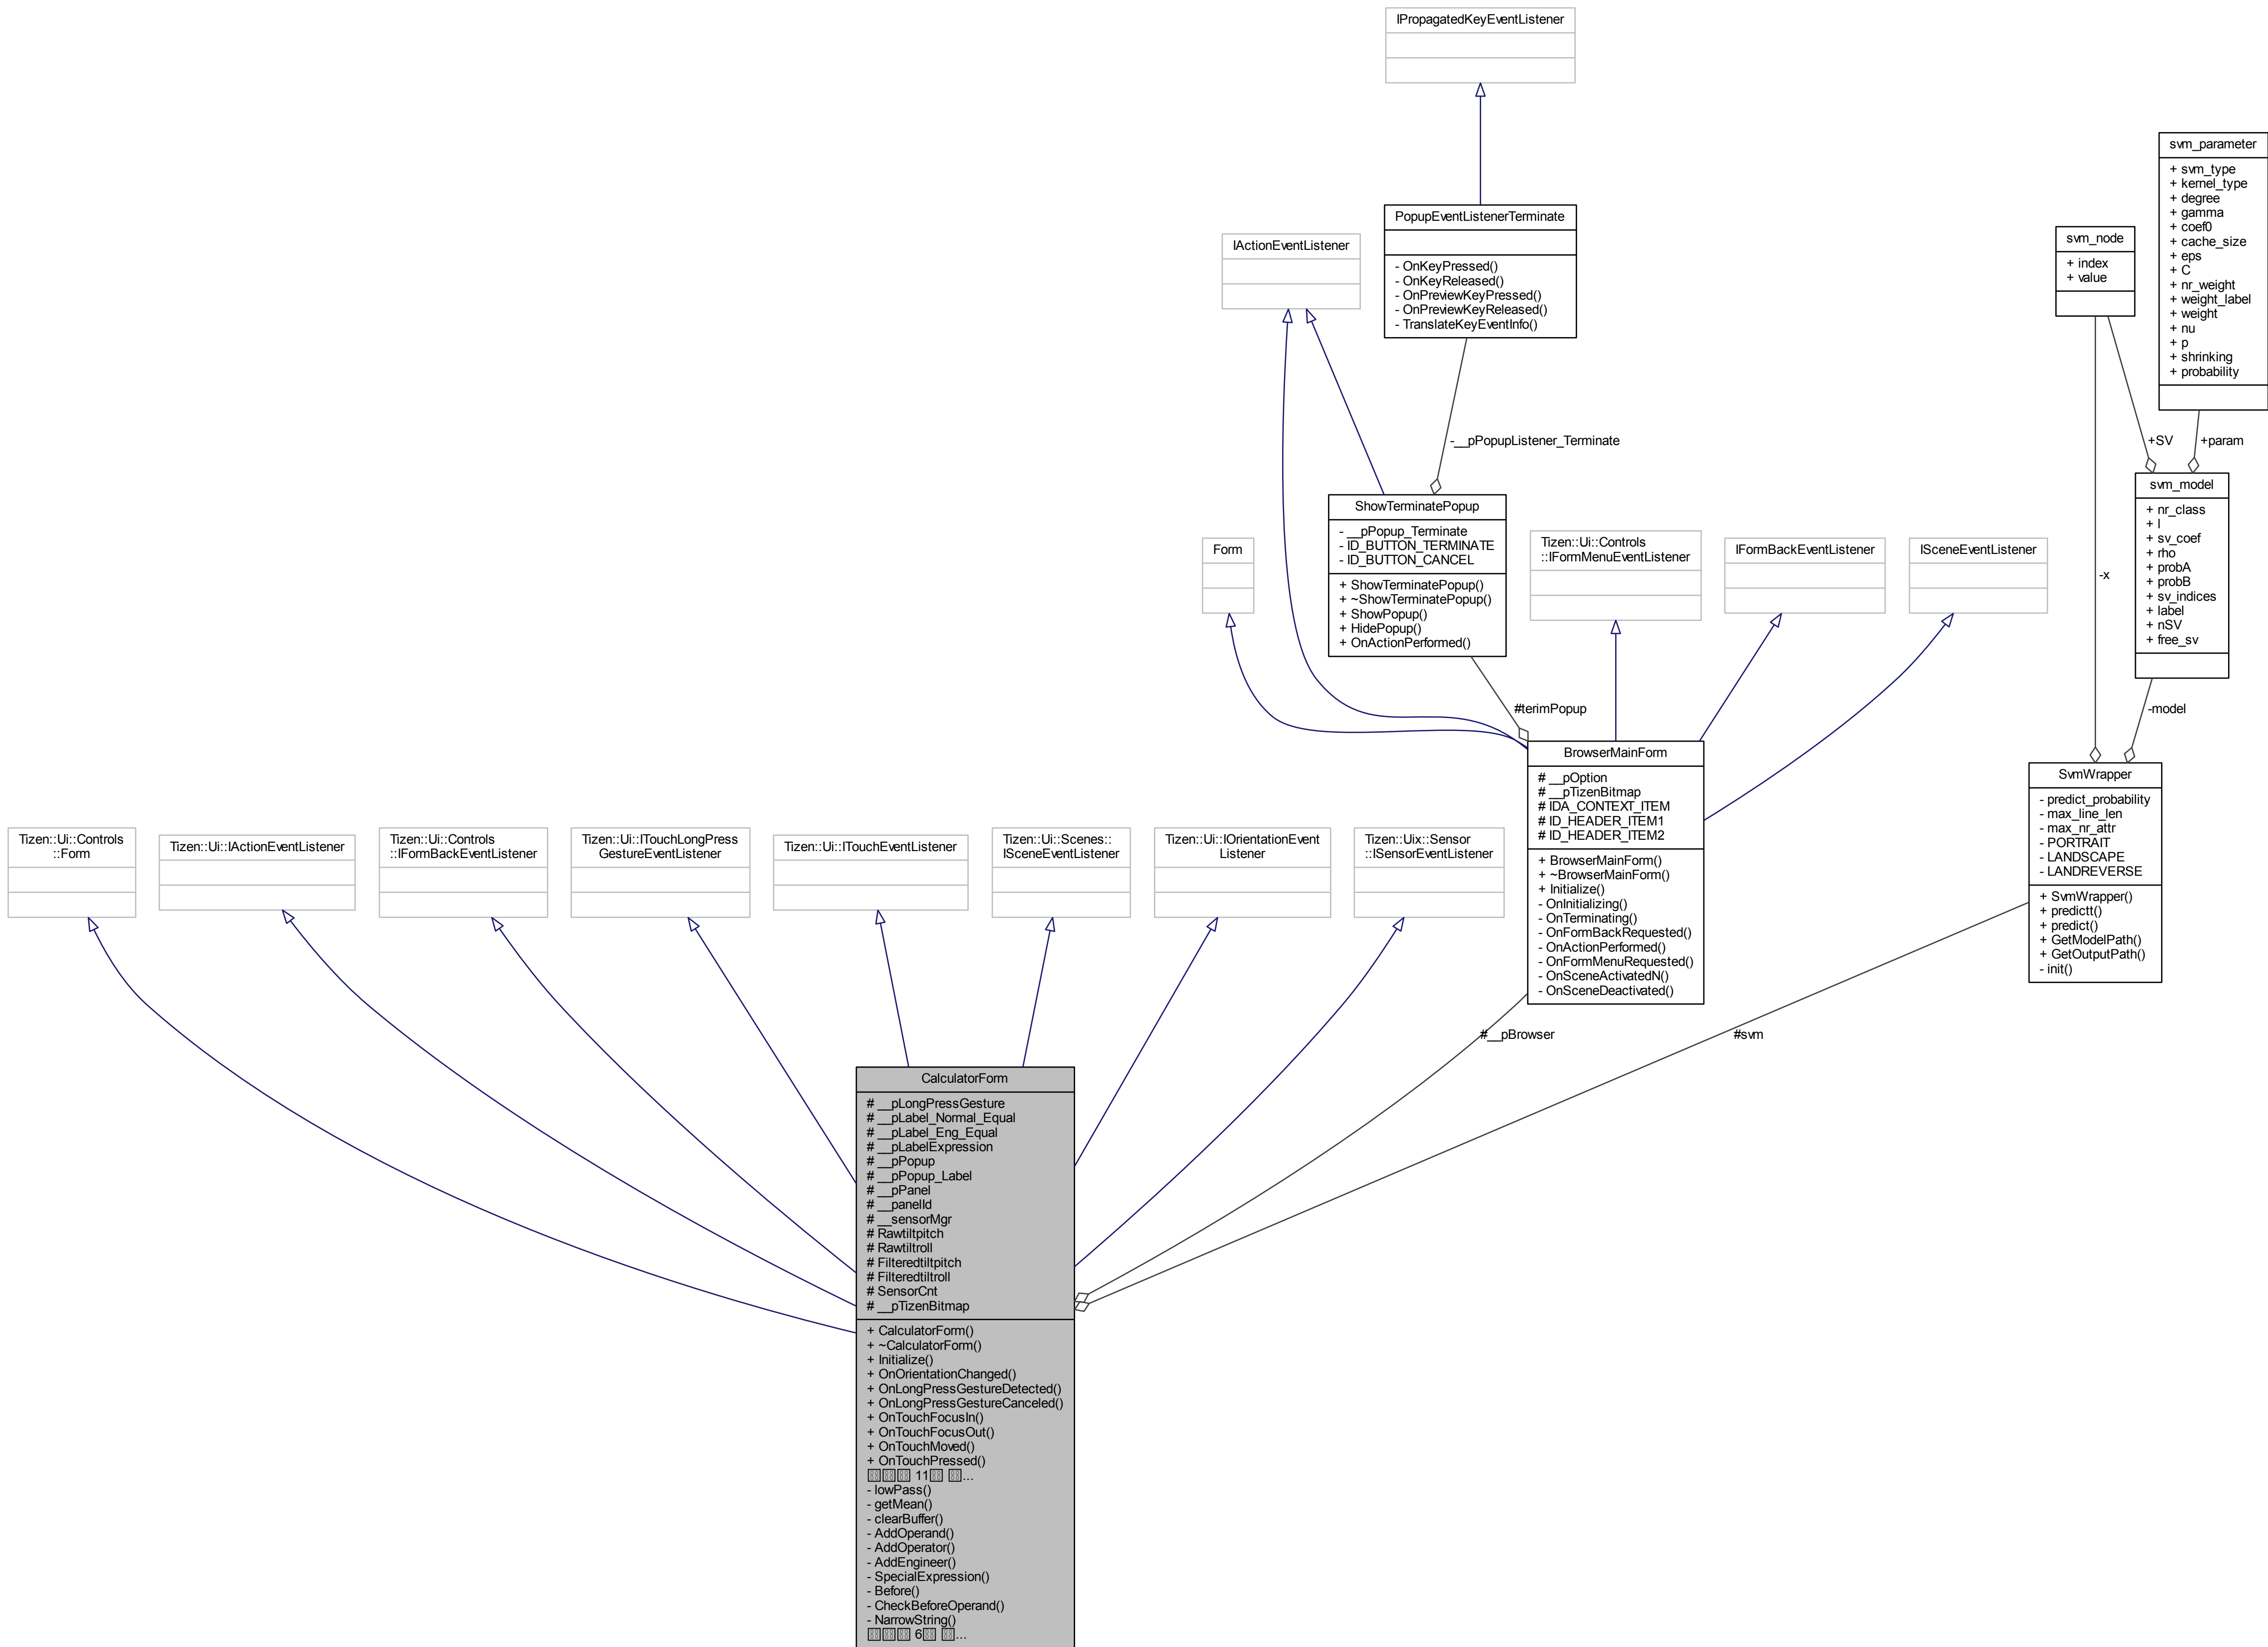 IPropagatedKeyEventListener
svm_parameter
+ svm_type
+ kernel_type
+ degree
+ gamma
+ coef0
+ cache_size
+ eps
+ C
+ nr_weight
+ weight_label
+ weight
+ nu
+ p
+ shrinking
+ probability
PopupEventListenerTerminate
- OnKeyPressed()
- OnKeyReleased()
- OnPreviewKeyPressed()
- OnPreviewKeyReleased()
- TranslateKeyEventInfo()
svm_node
+ index
+ value
IActionEventListener
-__pPopupListener_Terminate
+SV
+param
svm_model
+ nr_class
+ l
+ sv_coef
+ rho
+ probA
+ probB
+ sv_indices
+ label
+ nSV
+ free_sv
ShowTerminatePopup
- __pPopup_Terminate
- ID_BUTTON_TERMINATE
- ID_BUTTON_CANCEL
+ ShowTerminatePopup()
+ ~ShowTerminatePopup()
+ ShowPopup()
+ HidePopup()
+ OnActionPerformed()
Form
Tizen::Ui::Controls
::IFormMenuEventListener
IFormBackEventListener
ISceneEventListener
-x
#terimPopup
-model
BrowserMainForm
# __pOption
# __pTizenBitmap
# IDA_CONTEXT_ITEM
# ID_HEADER_ITEM1
# ID_HEADER_ITEM2
+ BrowserMainForm()
+ ~BrowserMainForm()
+ Initialize()
- OnInitializing()
- OnTerminating()
- OnFormBackRequested()
- OnActionPerformed()
- OnFormMenuRequested()
- OnSceneActivatedN()
- OnSceneDeactivated()
SvmWrapper
- predict_probability
- max_line_len
- max_nr_attr
- PORTRAIT
- LANDSCAPE
- LANDREVERSE
+ SvmWrapper()
+ predictt()
+ predict()
+ GetModelPath()
+ GetOutputPath()
- init()
Tizen::Ui::Controls
::Form
Tizen::Ui::IActionEventListener
Tizen::Ui::Controls
::IFormBackEventListener
Tizen::Ui::ITouchLongPress
GestureEventListener
Tizen::Ui::ITouchEventListener
Tizen::Ui::Scenes::
ISceneEventListener
Tizen::Ui::IOrientationEvent
Listener
Tizen::Uix::Sensor
::ISensorEventListener
#__pBrowser
#svm
CalculatorForm
# __pLongPressGesture
# __pLabel_Normal_Equal
# __pLabel_Eng_Equal
# __pLabelExpression
# __pPopup
# __pPopup_Label
# __pPanel
# __panelId
# __sensorMgr
# Rawtiltpitch
# Rawtiltroll
# Filteredtiltpitch
# Filteredtiltroll
# SensorCnt
# __pTizenBitmap
+ CalculatorForm()
+ ~CalculatorForm()
+ Initialize()
+ OnOrientationChanged()
+ OnLongPressGestureDetected()
+ OnLongPressGestureCanceled()
+ OnTouchFocusIn()
+ OnTouchFocusOut()
+ OnTouchMoved()
+ OnTouchPressed()
11 ...
- lowPass()
- getMean()
- clearBuffer()
- AddOperand()
- AddOperator()
- AddEngineer()
- SpecialExpression()
- Before()
- CheckBeforeOperand()
- NarrowString()
6 ...